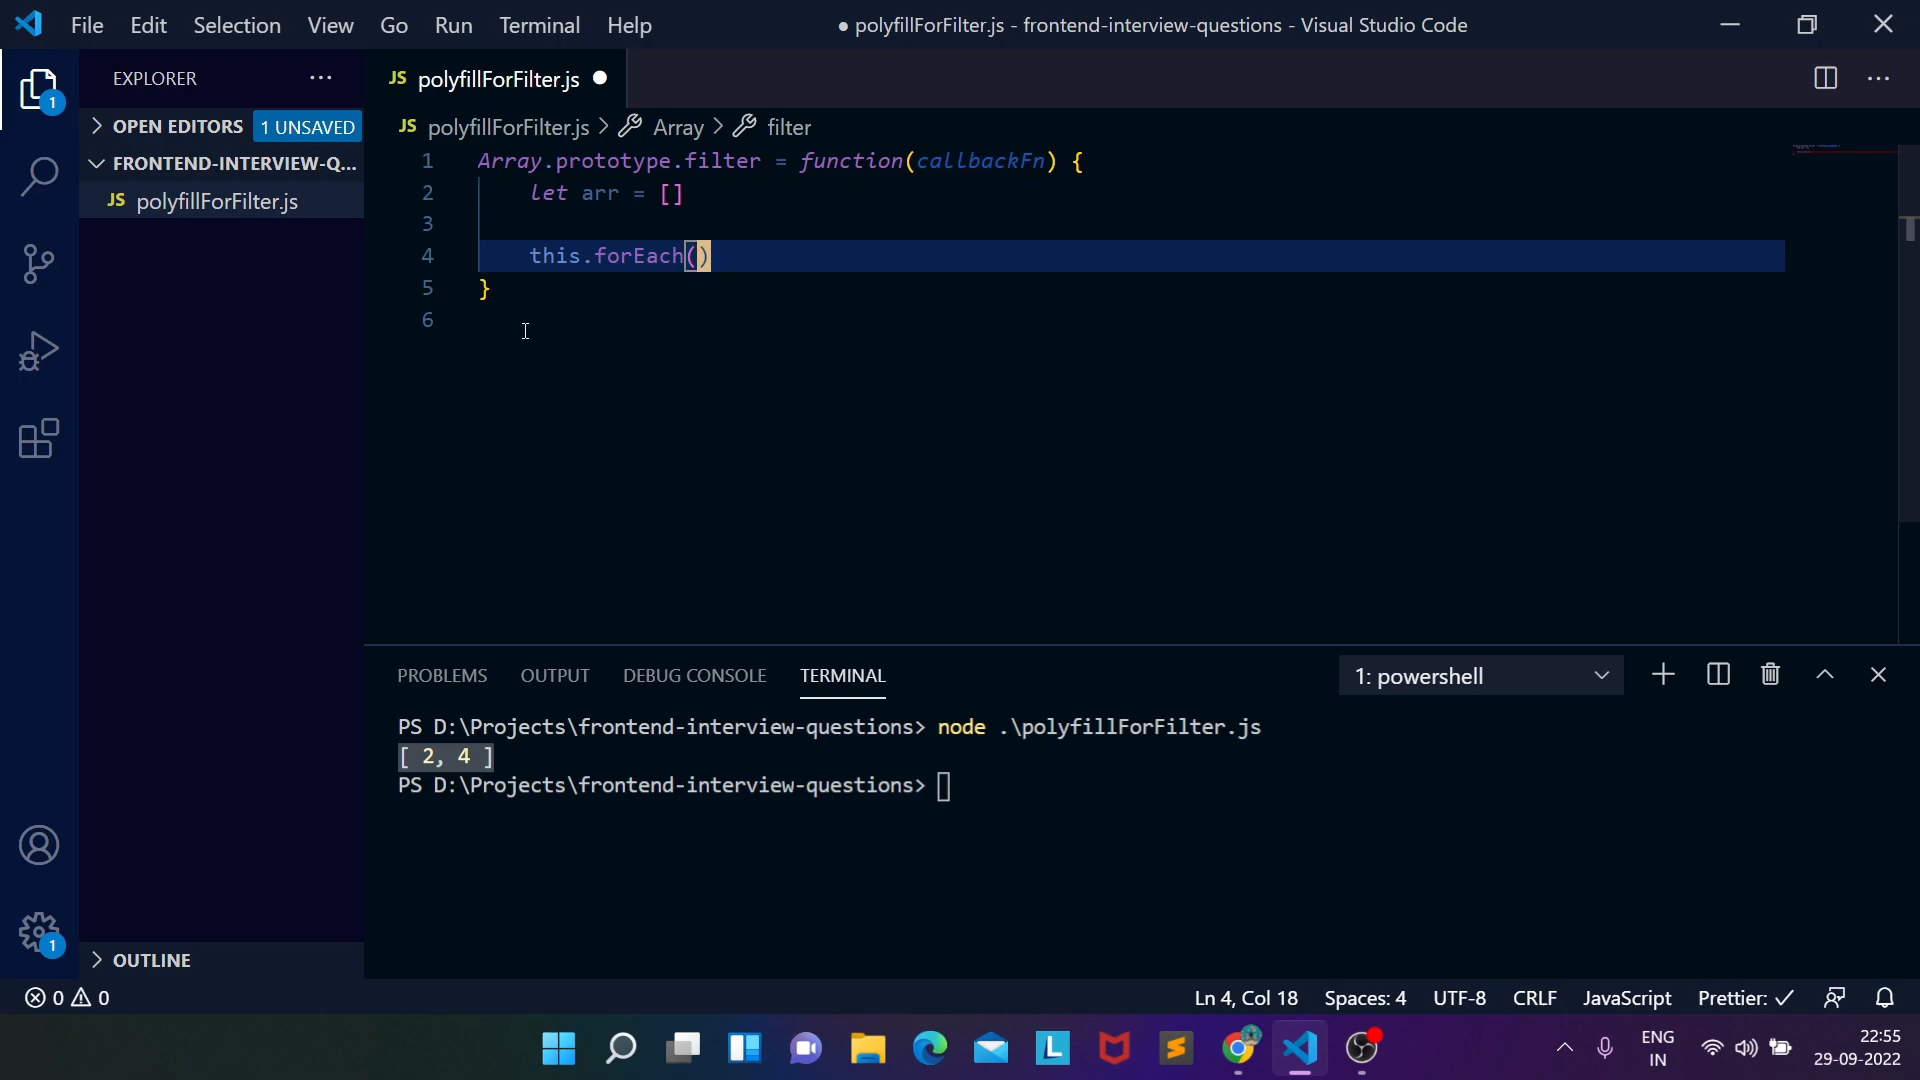 File Edit Selection View Go Run Terminal Help
● polyfillForFilter.js - frontend-interview-questions - Visual Studio Code
EXPLORER
JS polyfillForFilter.js
OPEN EDITORS 1 UNSAVED
FRONTEND-INTERVIEW-Q...
JS polyfillForFilter.js
JS polyfillForFilter.js > Array > filter
1 Array.prototype.filter = function(callbackFn) {
2 let arr = []
3
4 this.forEach()
5 }
6
1
PROBLEMS OUTPUT DEBUG CONSOLE TERMINAL
1: powershell
PS D:\Projects\frontend-interview-questions> node .\polyfillForFilter.js
[ 2, 4 ]
PS D:\Projects\frontend-interview-questions>
1
OUTLINE
0 0
Ln 4, Col 18 Spaces: 4 UTF-8 CRLF JavaScript Prettier: ✓
L
ENG
IN
22:55
29-09-2022